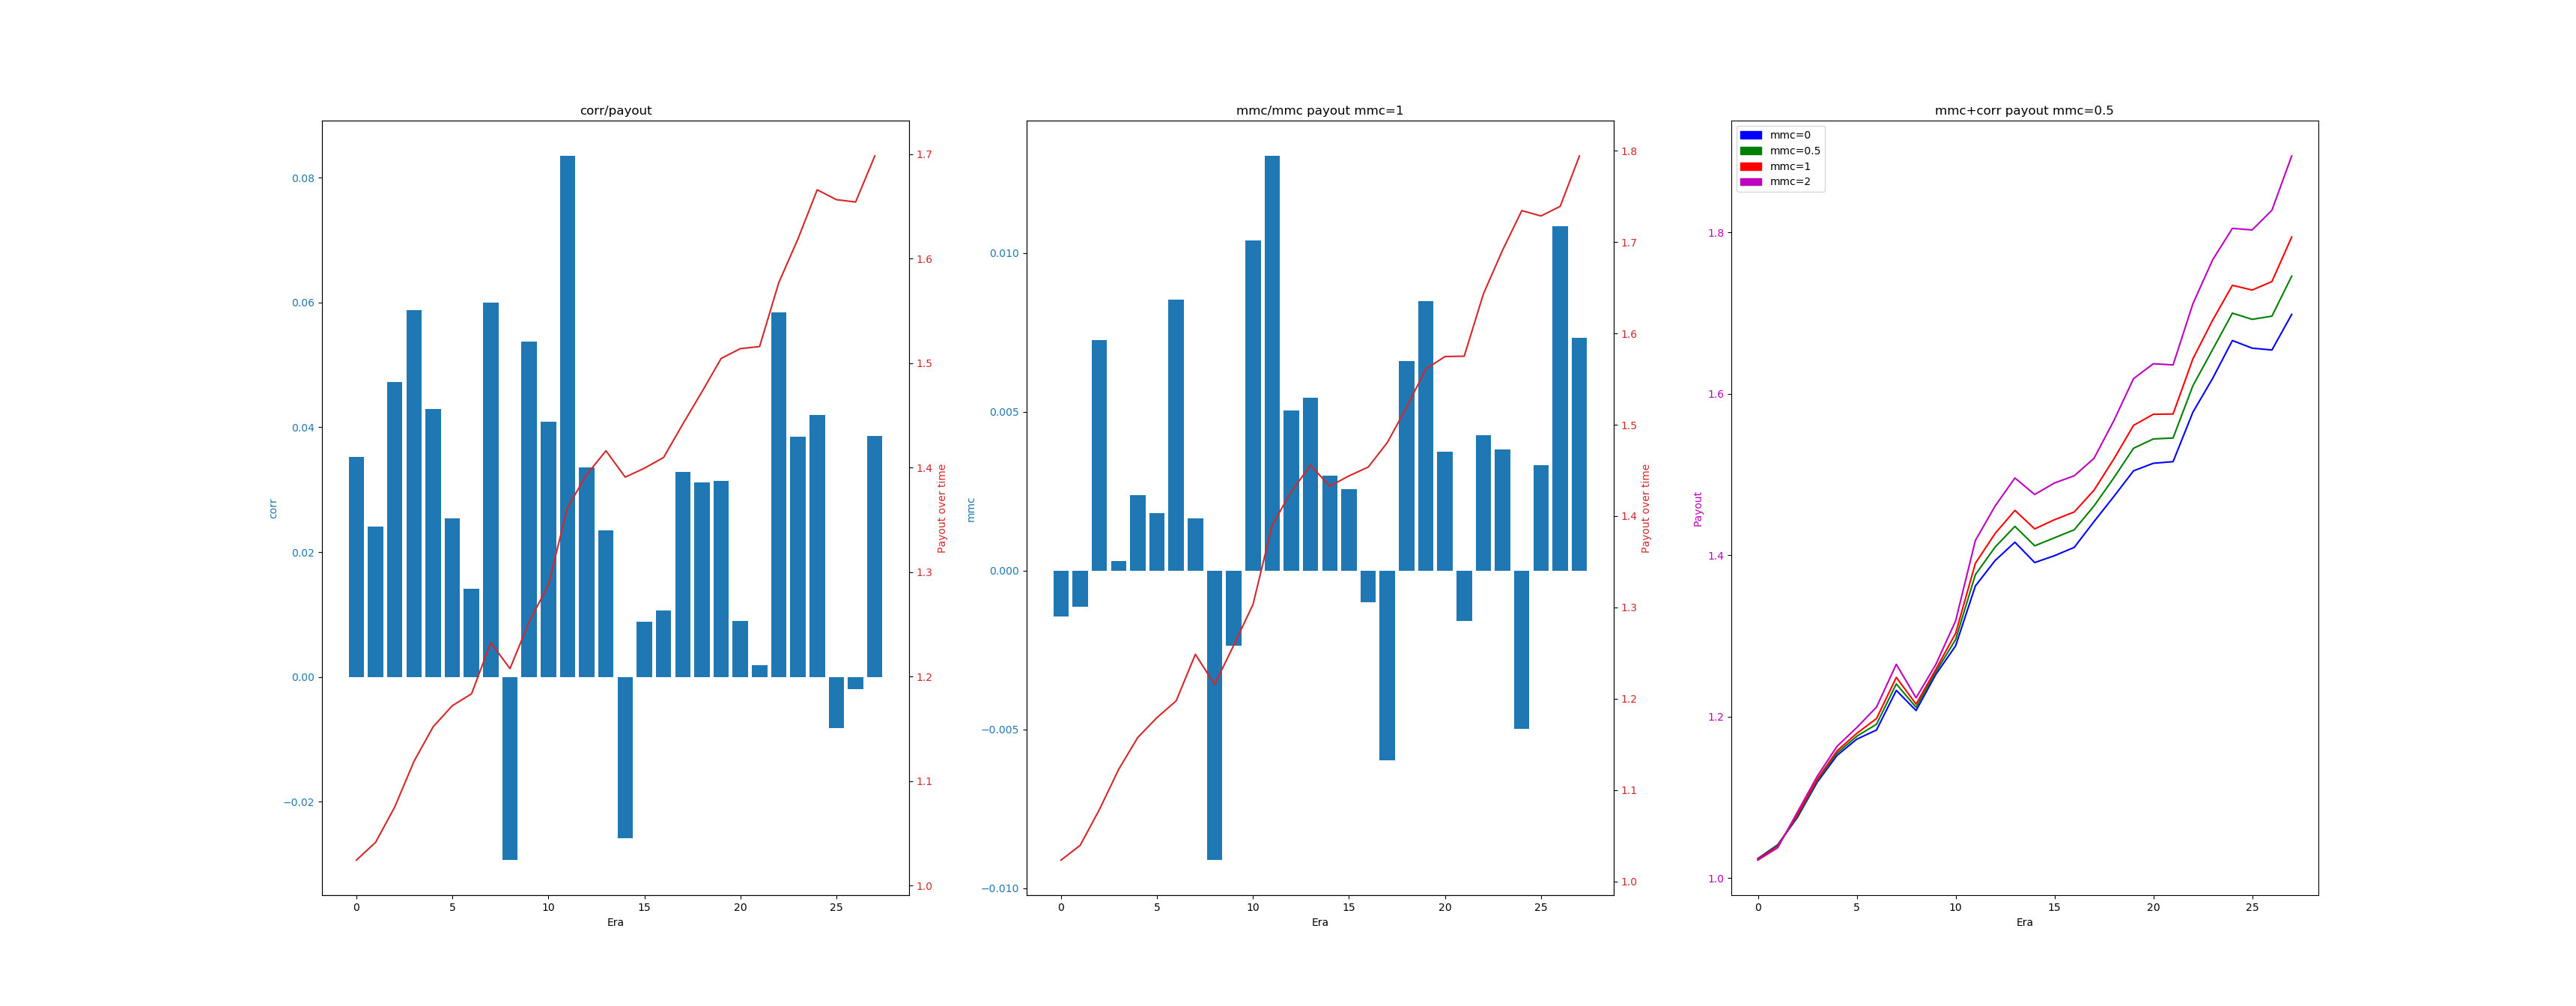 corr/payout
0.08
0.06
0.04
0.02
0.00
−0.02
corr
1.7
1.6
1.5
1.4
1.3
1.2
1.1
1.0
Payout over time
0 5 10 15 20 25
Era
mmc/mmc payout mmc=1
0.010
0.005
0.000
−0.005
−0.010
mmc
1.8
1.7
1.6
1.5
1.4
1.3
1.2
1.1
1.0
Payout over time
0 5 10 15 20 25
Era
mmc+corr payout mmc=0.5
mmc=0
mmc=0.5
mmc=1
mmc=2
1.8
1.6
1.4
1.2
1.0
Payout
0 5 10 15 20 25
Era